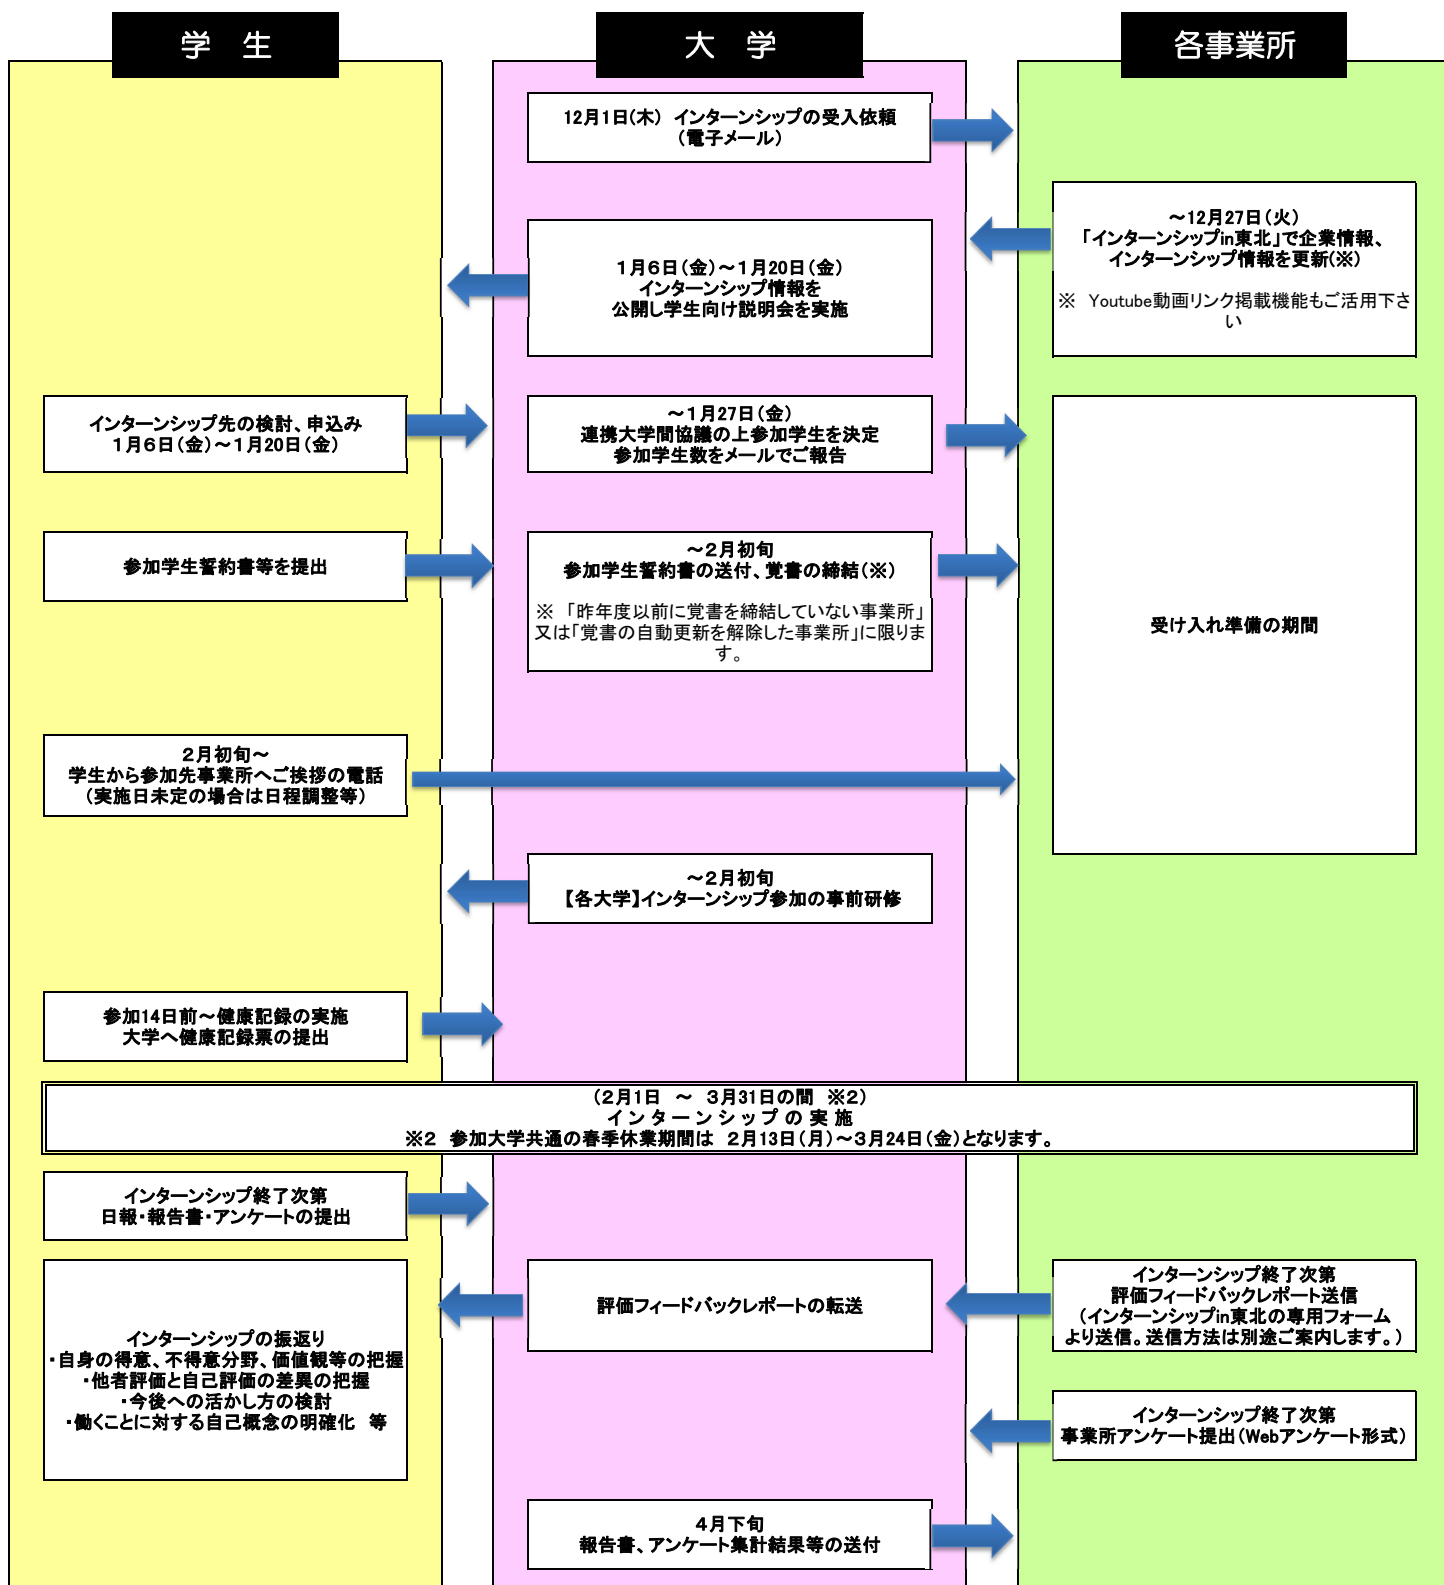 学　生
大　学
各事業所
12月1日(木)　インターンシップの受入依頼
(電子メール)
～12月27日(火)
「インターンシップin東北」で企業情報、
インターンシップ情報を更新(※)
※　Youtube動画リンク掲載機能もご活用下さ
い
１月６日(金)～１月20日(金)
インターンシップ情報を
公開し学生向け説明会を実施
インターンシップ先の検討、申込み
１月６日(金)～１月20日(金)
～１月27日(金)
連携大学間協議の上参加学生を決定
参加学生数をメールでご報告
参加学生誓約書等を提出
～２月初旬
参加学生誓約書の送付、覚書の締結(※)
※　「昨年度以前に覚書を締結していない事業所」
又は「覚書の自動更新を解除した事業所」に限りま
す。
受け入れ準備の期間
２月初旬～
学生から参加先事業所へご挨拶の電話
(実施日未定の場合は日程調整等)
～２月初旬
【各大学】インターンシップ参加の事前研修
参加14日前～健康記録の実施
大学へ健康記録票の提出
(２月1日　～　３月31日の間　※２)
インターンシップの実施
※２　参加大学共通の春季休業期間は　２月13日(月)～３月24日(金)となります。
インターンシップ終了次第
日報・報告書・アンケートの提出
インターンシップの振返り
・自身の得意、不得意分野、価値観等の把握
・他者評価と自己評価の差異の把握
・今後への活かし方の検討
・働くことに対する自己概念の明確化　等
評価フィードバックレポートの転送
インターンシップ終了次第
評価フィードバックレポート送信
(インターンシップin東北の専用フォーム
より送信。送信方法は別途ご案内します。)
インターンシップ終了次第
事業所アンケート提出(Webアンケート形式)
４月下旬
報告書、アンケート集計結果等の送付